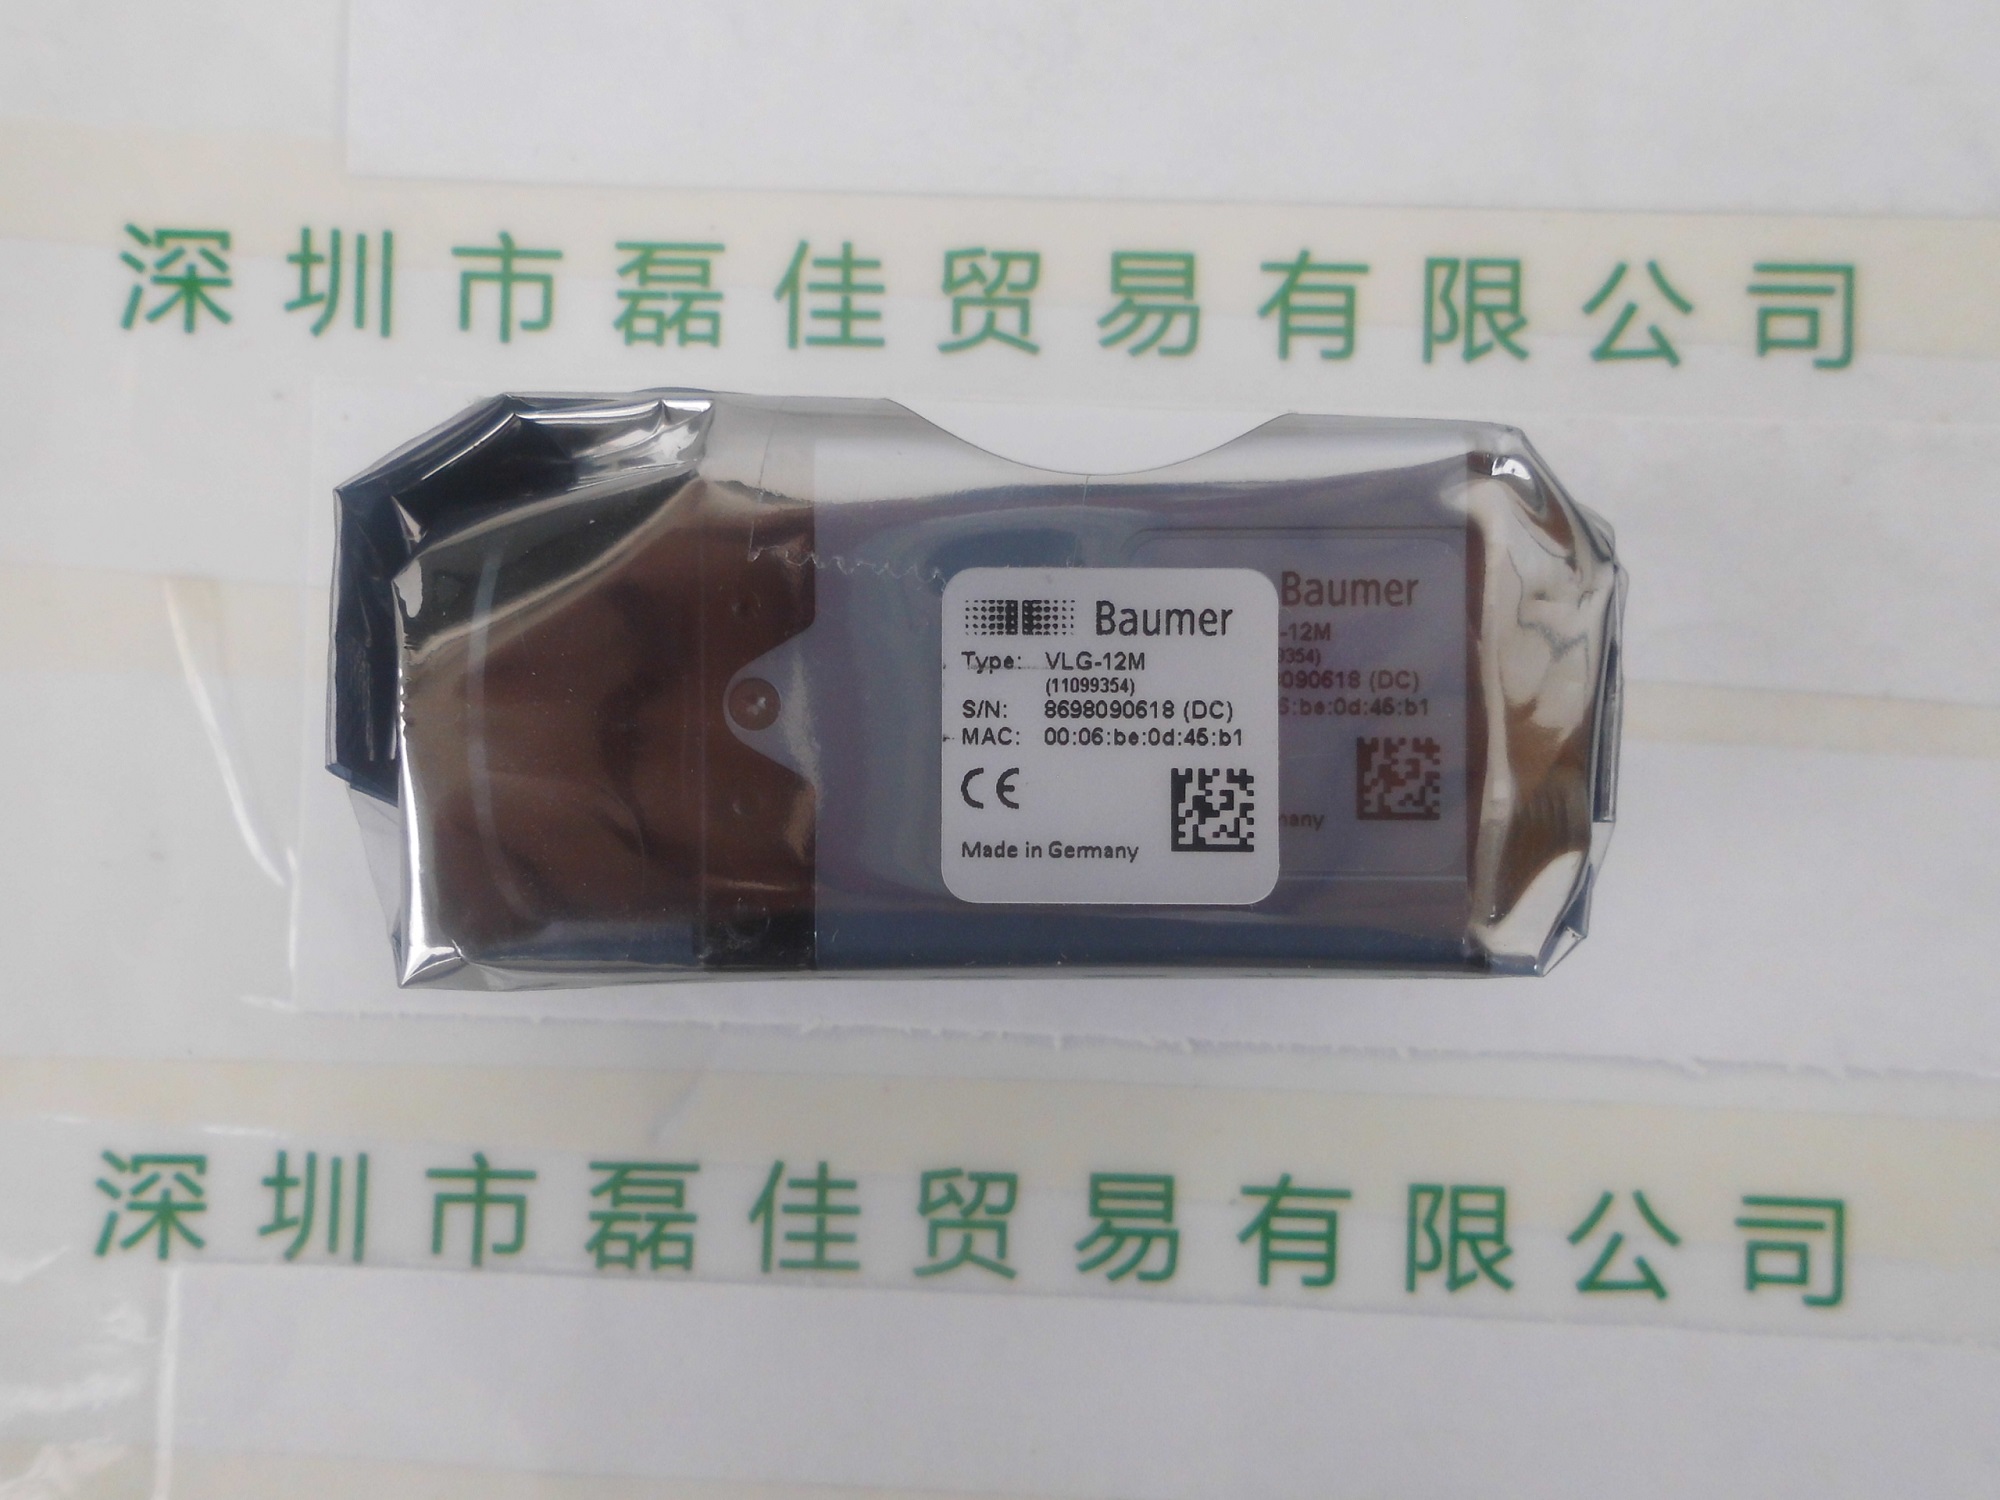 深圳市磊佳贸易有限公司
Baumer
Type: VLG-12M
(11099354)
S/N: 8698090618 (DC)
MAC: 00:06:be:0d:45:b1
CE
Made in Germany
Baumer
-12M
9354)
090618 (DC)
6:be:0d:45:b1
many
深圳市磊佳贸易有限公司